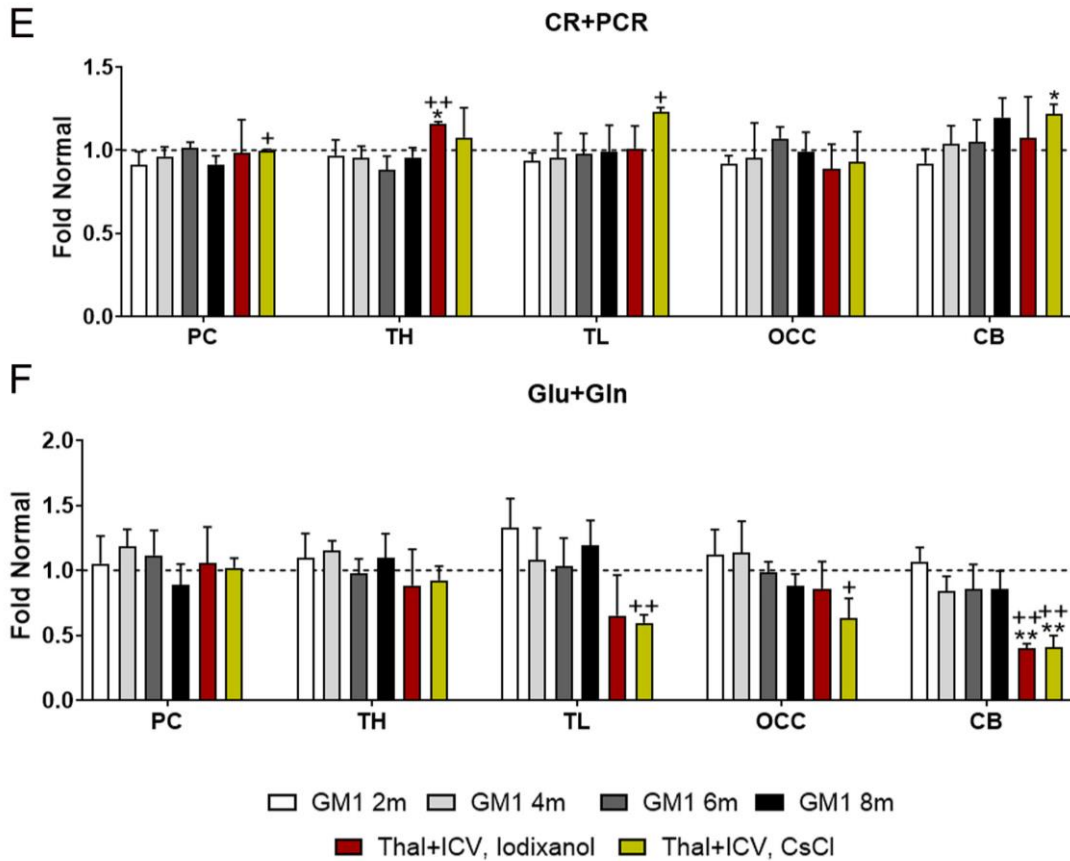 E
CR+PCR
Fold Normal
1.5
1.0
0.5
0.0
+
++
*
+
*
PC TH TL OCC CB
F
Glu+Gln
Fold Normal
2.0
1.5
1.0
0.5
0.0
++
+
++ ++
** **
PC TH TL OCC CB
GM1 2m GM1 4m GM1 6m GM1 8m
Thal+ICV, Iodixanol Thal+ICV, CsCl